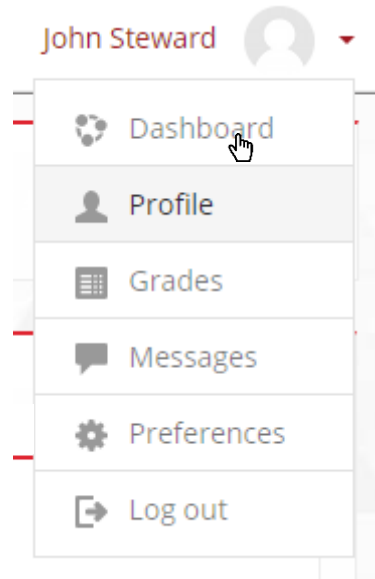 John Steward
Dashboard
Profile
Grades
Messages
Preferences
Log out